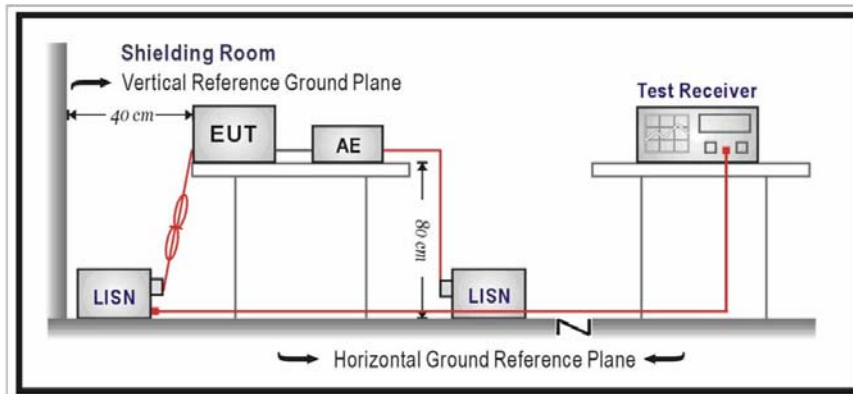 Shielding Room
Vertical Reference Ground Plane
40 cm
EUT
AE
Test Receiver
80 cm
LISN
LISN
Horizontal Ground Reference Plane